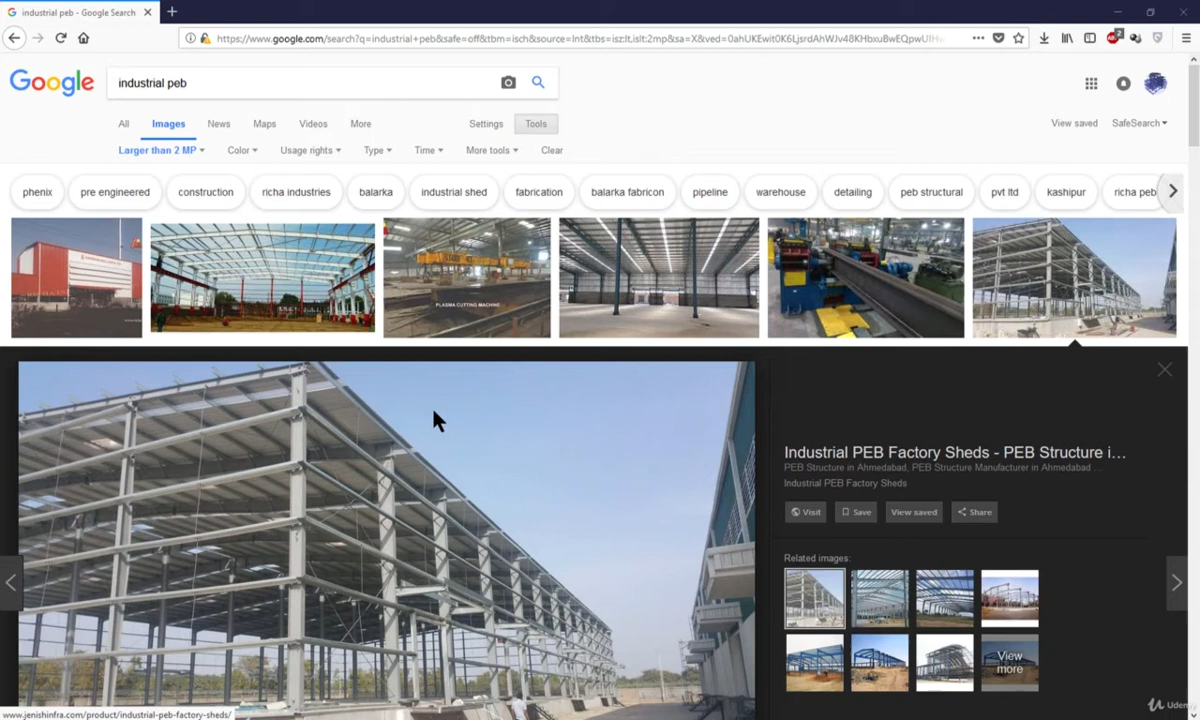 industrial peb - Google Search
https://www.google.com/search?q=industrial+peb&safe=off&tbm=isch&source=lnt&tbs=isz:lt,islt:2mp&sa=X&ved=
Google
industrial peb
All Images News Maps Videos More Settings Tools
View saved SafeSearch
Larger than 2 MP Color Usage rights Type Time More tools Clear
phenix pre engineered construction richa industries balarka industrial shed fabrication balarka fabricon pipeline warehouse detailing peb structural pvt ltd kashipur richa peb
PLASMA CUTTING MACHINE
Industrial PEB Factory Sheds - PEB Structure i...
PEB Structure in Ahmedabad, PEB Structure Manufacturer in Ahmedabad ...
Industrial PEB Factory Sheds
Visit Save View saved Share
Related images:
View
more
www.jenishinfra.com/product/industrial-peb-factory-sheds/
Udemy